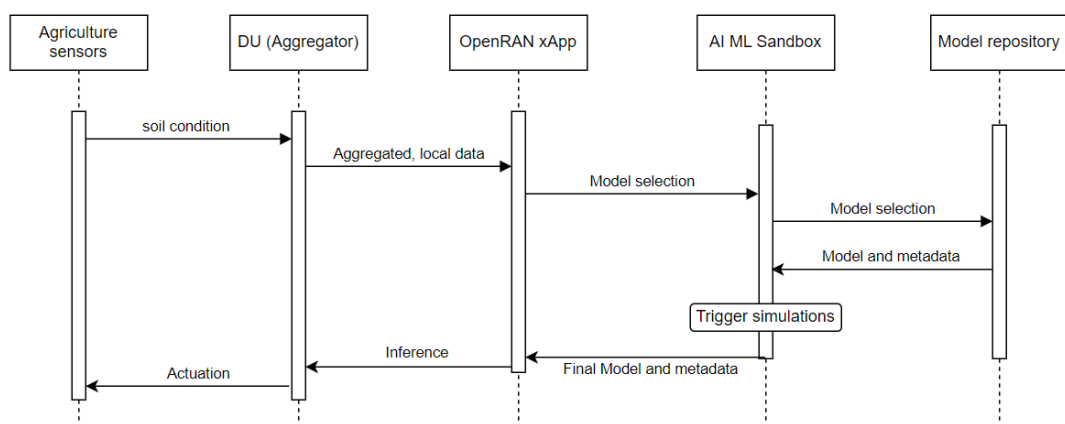 Agriculture
sensors
DU (Aggregator)
OpenRAN xApp
AI ML Sandbox
Model repository
soil condition
Aggregated, local data
Model selection
Model selection
Model and metadata
Trigger simulations
Inference
Final Model and metadata
Actuation